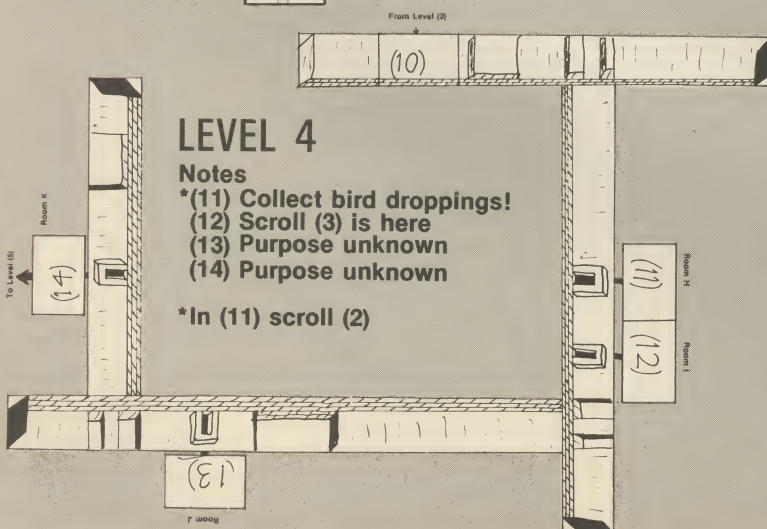 From Level (3)
(10)
LEVEL 4
Notes
*(11) Collect bird droppings!
(12) Scroll (3) is here
(13) Purpose unknown
(14) Purpose unknown
*In (11) scroll (2)
Room K
(14)
To Level (5)
Room H
(11)
Room I
(12)
(13)
Room J